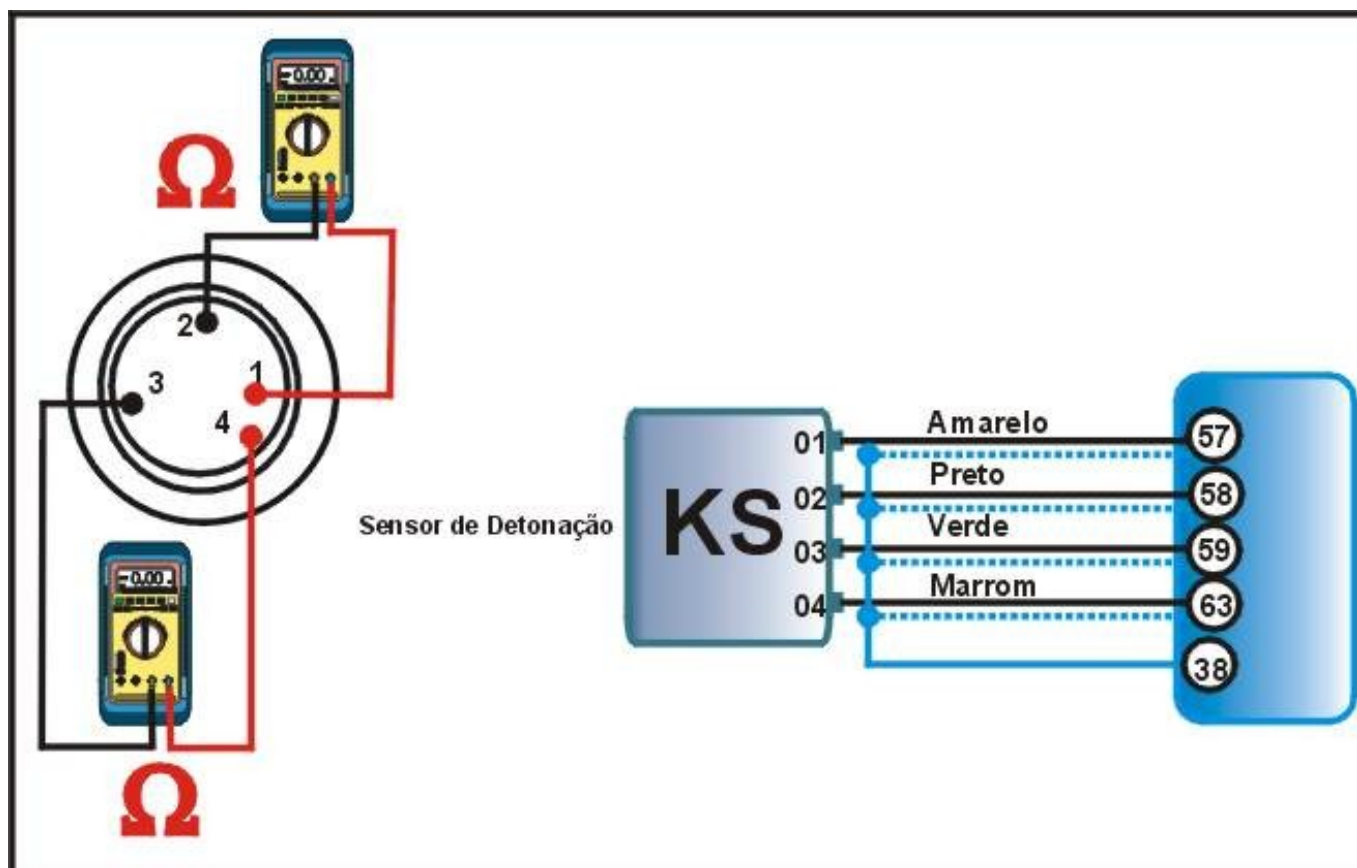 -0.00
Ω
2
1
3
4
Sensor de Detonação
KS
01
Amarelo
57
02
Preto
58
03
Verde
59
04
Marrom
63
38
-0.00
Ω